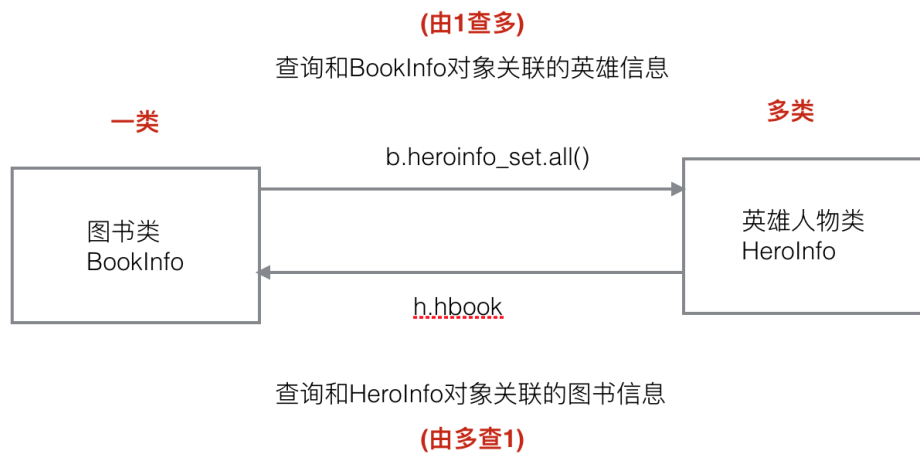 (由1查多)
查询和BookInfo对象关联的英雄信息
一类
多类
b.heroinfo_set.all()
图书类
BookInfo
英雄人物类
HeroInfo
h.hbook
查询和HeroInfo对象关联的图书信息
(由多查1)